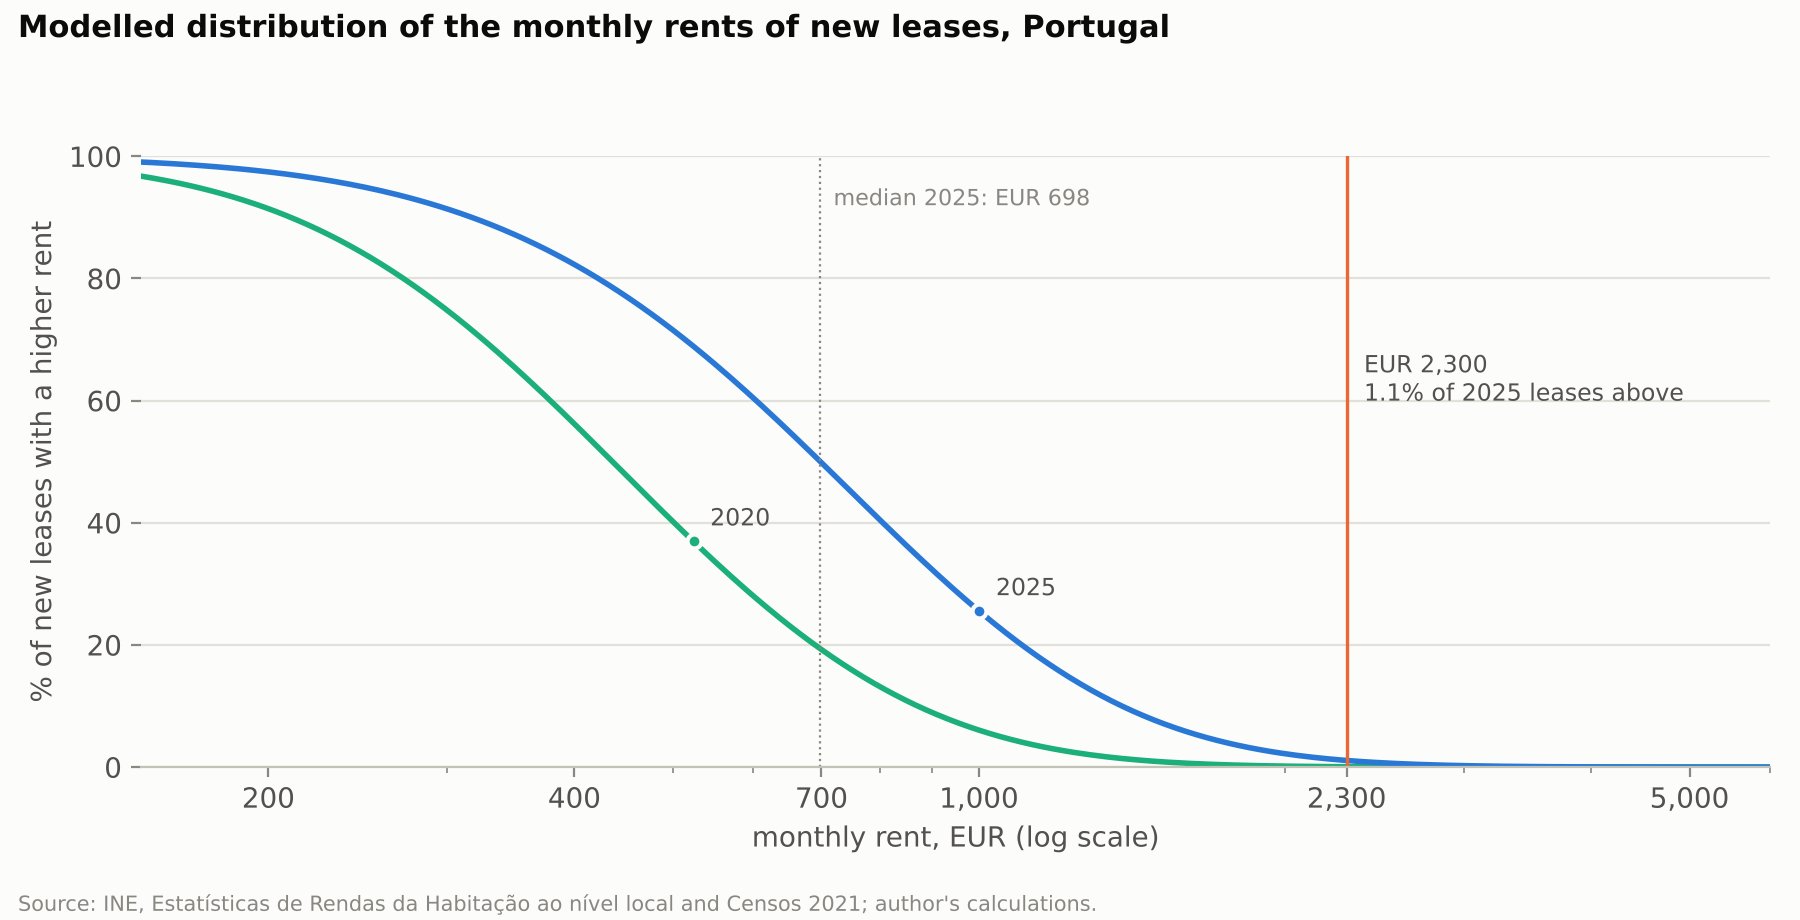 Modelled distribution of the monthly rents of new leases, Portugal
% of new leases with a higher rent
100
80
60
40
20
0
median 2025: EUR 698
EUR 2,300
1.1% of 2025 leases above
2020
2025
200
400
700
1,000
2,300
5,000
monthly rent, EUR (log scale)
Source: INE, Estatísticas de Rendas da Habitação ao nível local and Censos 2021; author's calculations.